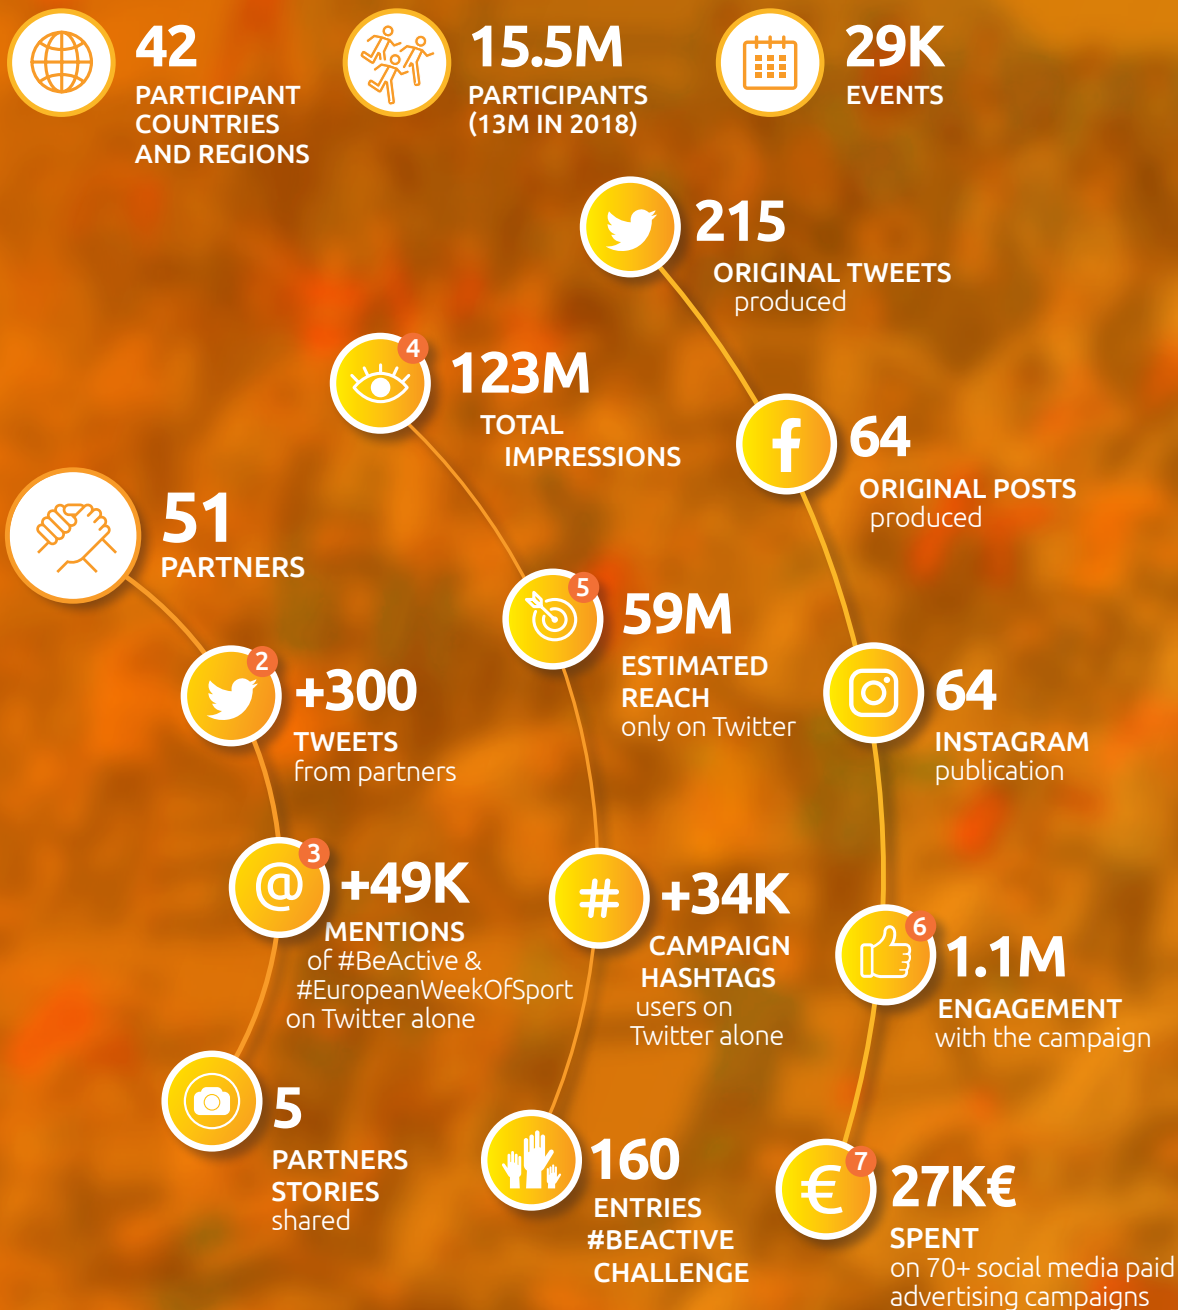 42
PARTICIPANT
COUNTRIES
AND REGIONS
15.5M
PARTICIPANTS
(13M IN 2018)
29K
EVENTS
215
ORIGINAL TWEETS
produced
4
123M
TOTAL
IMPRESSIONS
64
ORIGINAL POSTS
produced
51
PARTNERS
5
59M
ESTIMATED
REACH
only on Twitter
2
+300
TWEETS
from partners
64
INSTAGRAM
publication
@
3
+49K
MENTIONS
of #BeActive &
#EuropeanWeekOfSport
on Twitter alone
#
+34K
CAMPAIGN
HASHTAGS
users on
Twitter alone
6
1.1M
ENGAGEMENT
with the campaign
5
PARTNERS
STORIES
shared
160
ENTRIES
#BEACTIVE
CHALLENGE
€
7
27K€
SPENT
on 70+ social media paid
advertising campaigns